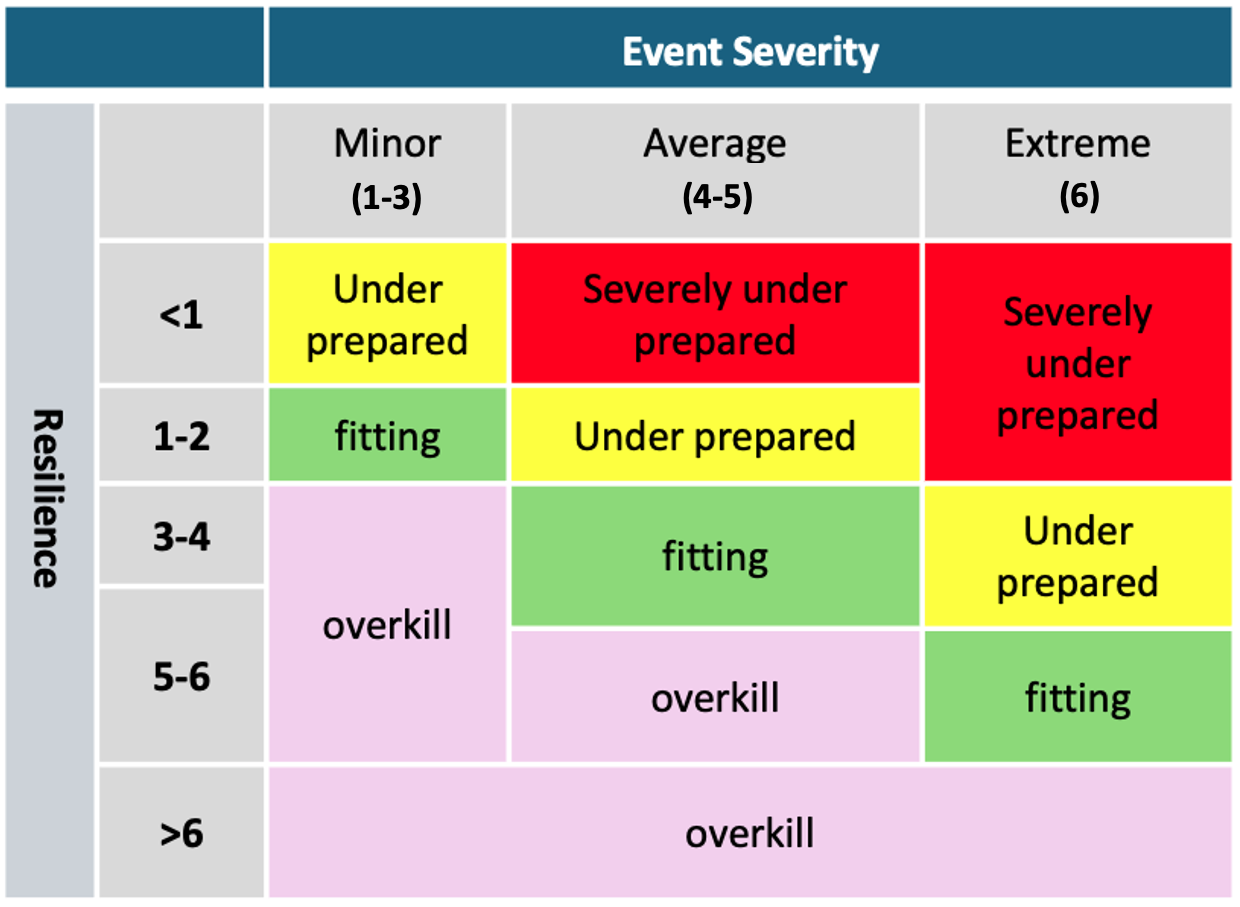 Event Severity
Minor
(1-3)
Average
(4-5)
Extreme
(6)
Resilience
<1
Under
prepared
Severely under
prepared
Severely
under
prepared
1-2
fitting
Under prepared
3-4
overkill
fitting
Under
prepared
5-6
overkill
fitting
>6
overkill